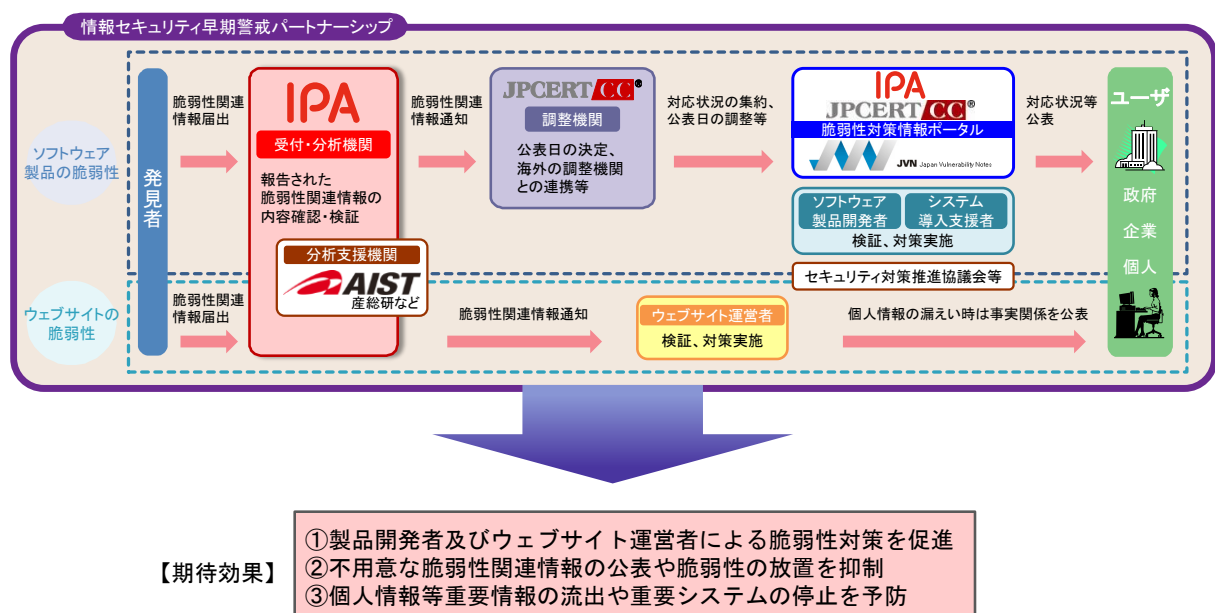 情報セキュリティ早期警戒パートナーシップ
ソフトウェア
製品の脆弱性
発見者
脆弱性関連
情報届出
IPA
受付・分析機関
報告された
脆弱性関連情報の
内容確認・検証
分析支援機関
AIST
産総研など
脆弱性関連
情報通知
JPCERT CC®
調整機関
公表日の決定、
海外の調整機関
との連携等
対応状況の集約、
公表日の調整等
IPA
JPCERT CC®
脆弱性対策情報ポータル
JVN Japan Vulnerability Notes
ソフトウェア
製品開発者
システム
導入支援者
検証、対策実施
セキュリティ対策推進協議会等
対応状況等
公表
ユーザ
政府
企業
個人
ウェブサイトの
脆弱性
脆弱性関連
情報届出
脆弱性関連情報通知
ウェブサイト運営者
検証、対策実施
個人情報の漏えい時は事実関係を公表
【期待効果】
①製品開発者及びウェブサイト運営者による脆弱性対策を促進
②不用意な脆弱性関連情報の公表や脆弱性の放置を抑制
③個人情報等重要情報の流出や重要システムの停止を予防